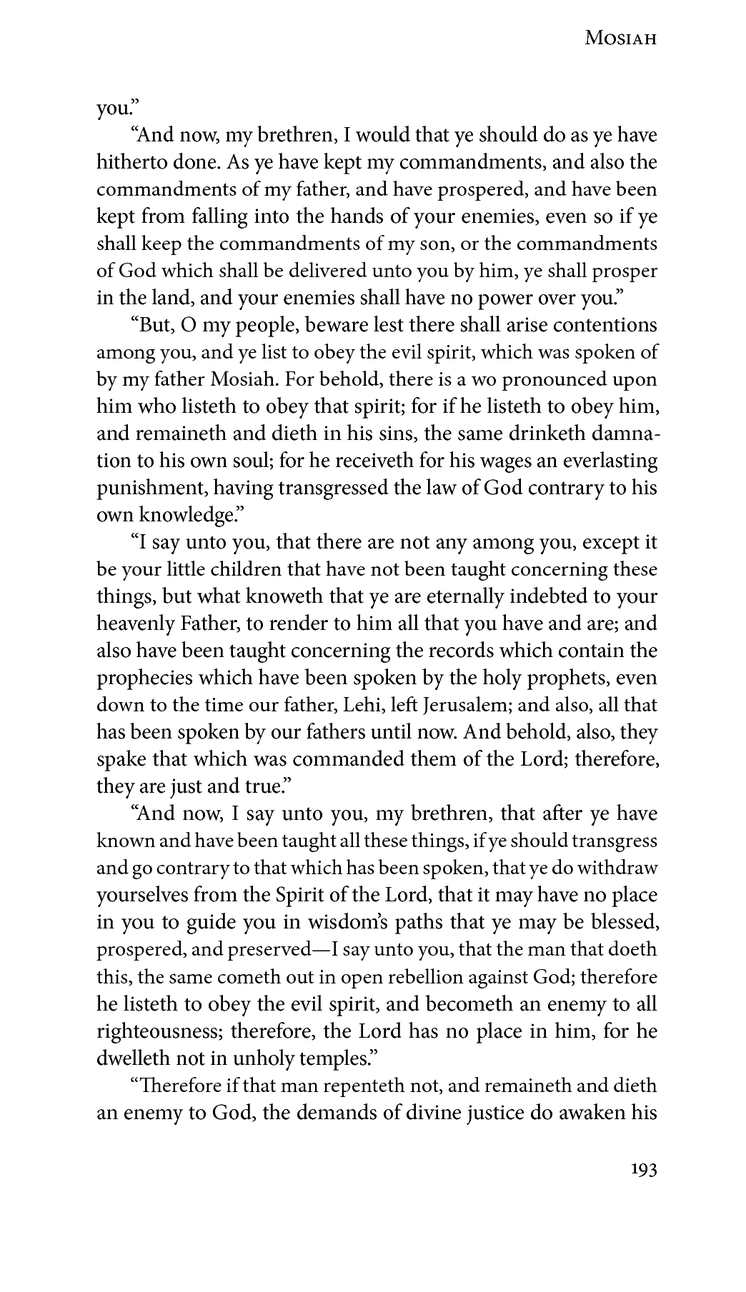 Mosiah
you.”
“And now, my brethren, I would that ye should do as ye have
hitherto done. As ye have kept my commandments, and also the
commandments of my father, and have prospered, and have been
kept from falling into the hands of your enemies, even so if ye
shall keep the commandments of my son, or the commandments
of God which shall be delivered unto you by him, ye shall prosper
in the land, and your enemies shall have no power over you.”
“But, O my people, beware lest there shall arise contentions
among you, and ye list to obey the evil spirit, which was spoken of
by my father Mosiah. For behold, there is a wo pronounced upon
him who listeth to obey that spirit; for if he listeth to obey him,
and remaineth and dieth in his sins, the same drinketh damna-
tion to his own soul; for he receiveth for his wages an everlasting
punishment, having transgressed the law of God contrary to his
own knowledge.”
“I say unto you, that there are not any among you, except it
be your little children that have not been taught concerning these
things, but what knoweth that ye are eternally indebted to your
heavenly Father, to render to him all that you have and are; and
also have been taught concerning the records which contain the
prophecies which have been spoken by the holy prophets, even
down to the time our father, Lehi, left Jerusalem; and also, all that
has been spoken by our fathers until now. And behold, also, they
spake that which was commanded them of the Lord; therefore,
they are just and true.”
“And now, I say unto you, my brethren, that after ye have
known and have been taught all these things, if ye should transgress
and go contrary to that which has been spoken, that ye do withdraw
yourselves from the Spirit of the Lord, that it may have no place
in you to guide you in wisdom’s paths that ye may be blessed,
prospered, and preserved—I say unto you, that the man that doeth
this, the same cometh out in open rebellion against God; therefore
he listeth to obey the evil spirit, and becometh an enemy to all
righteousness; therefore, the Lord has no place in him, for he
dwelleth not in unholy temples.”
“Therefore if that man repenteth not, and remaineth and dieth
an enemy to God, the demands of divine justice do awaken his
193